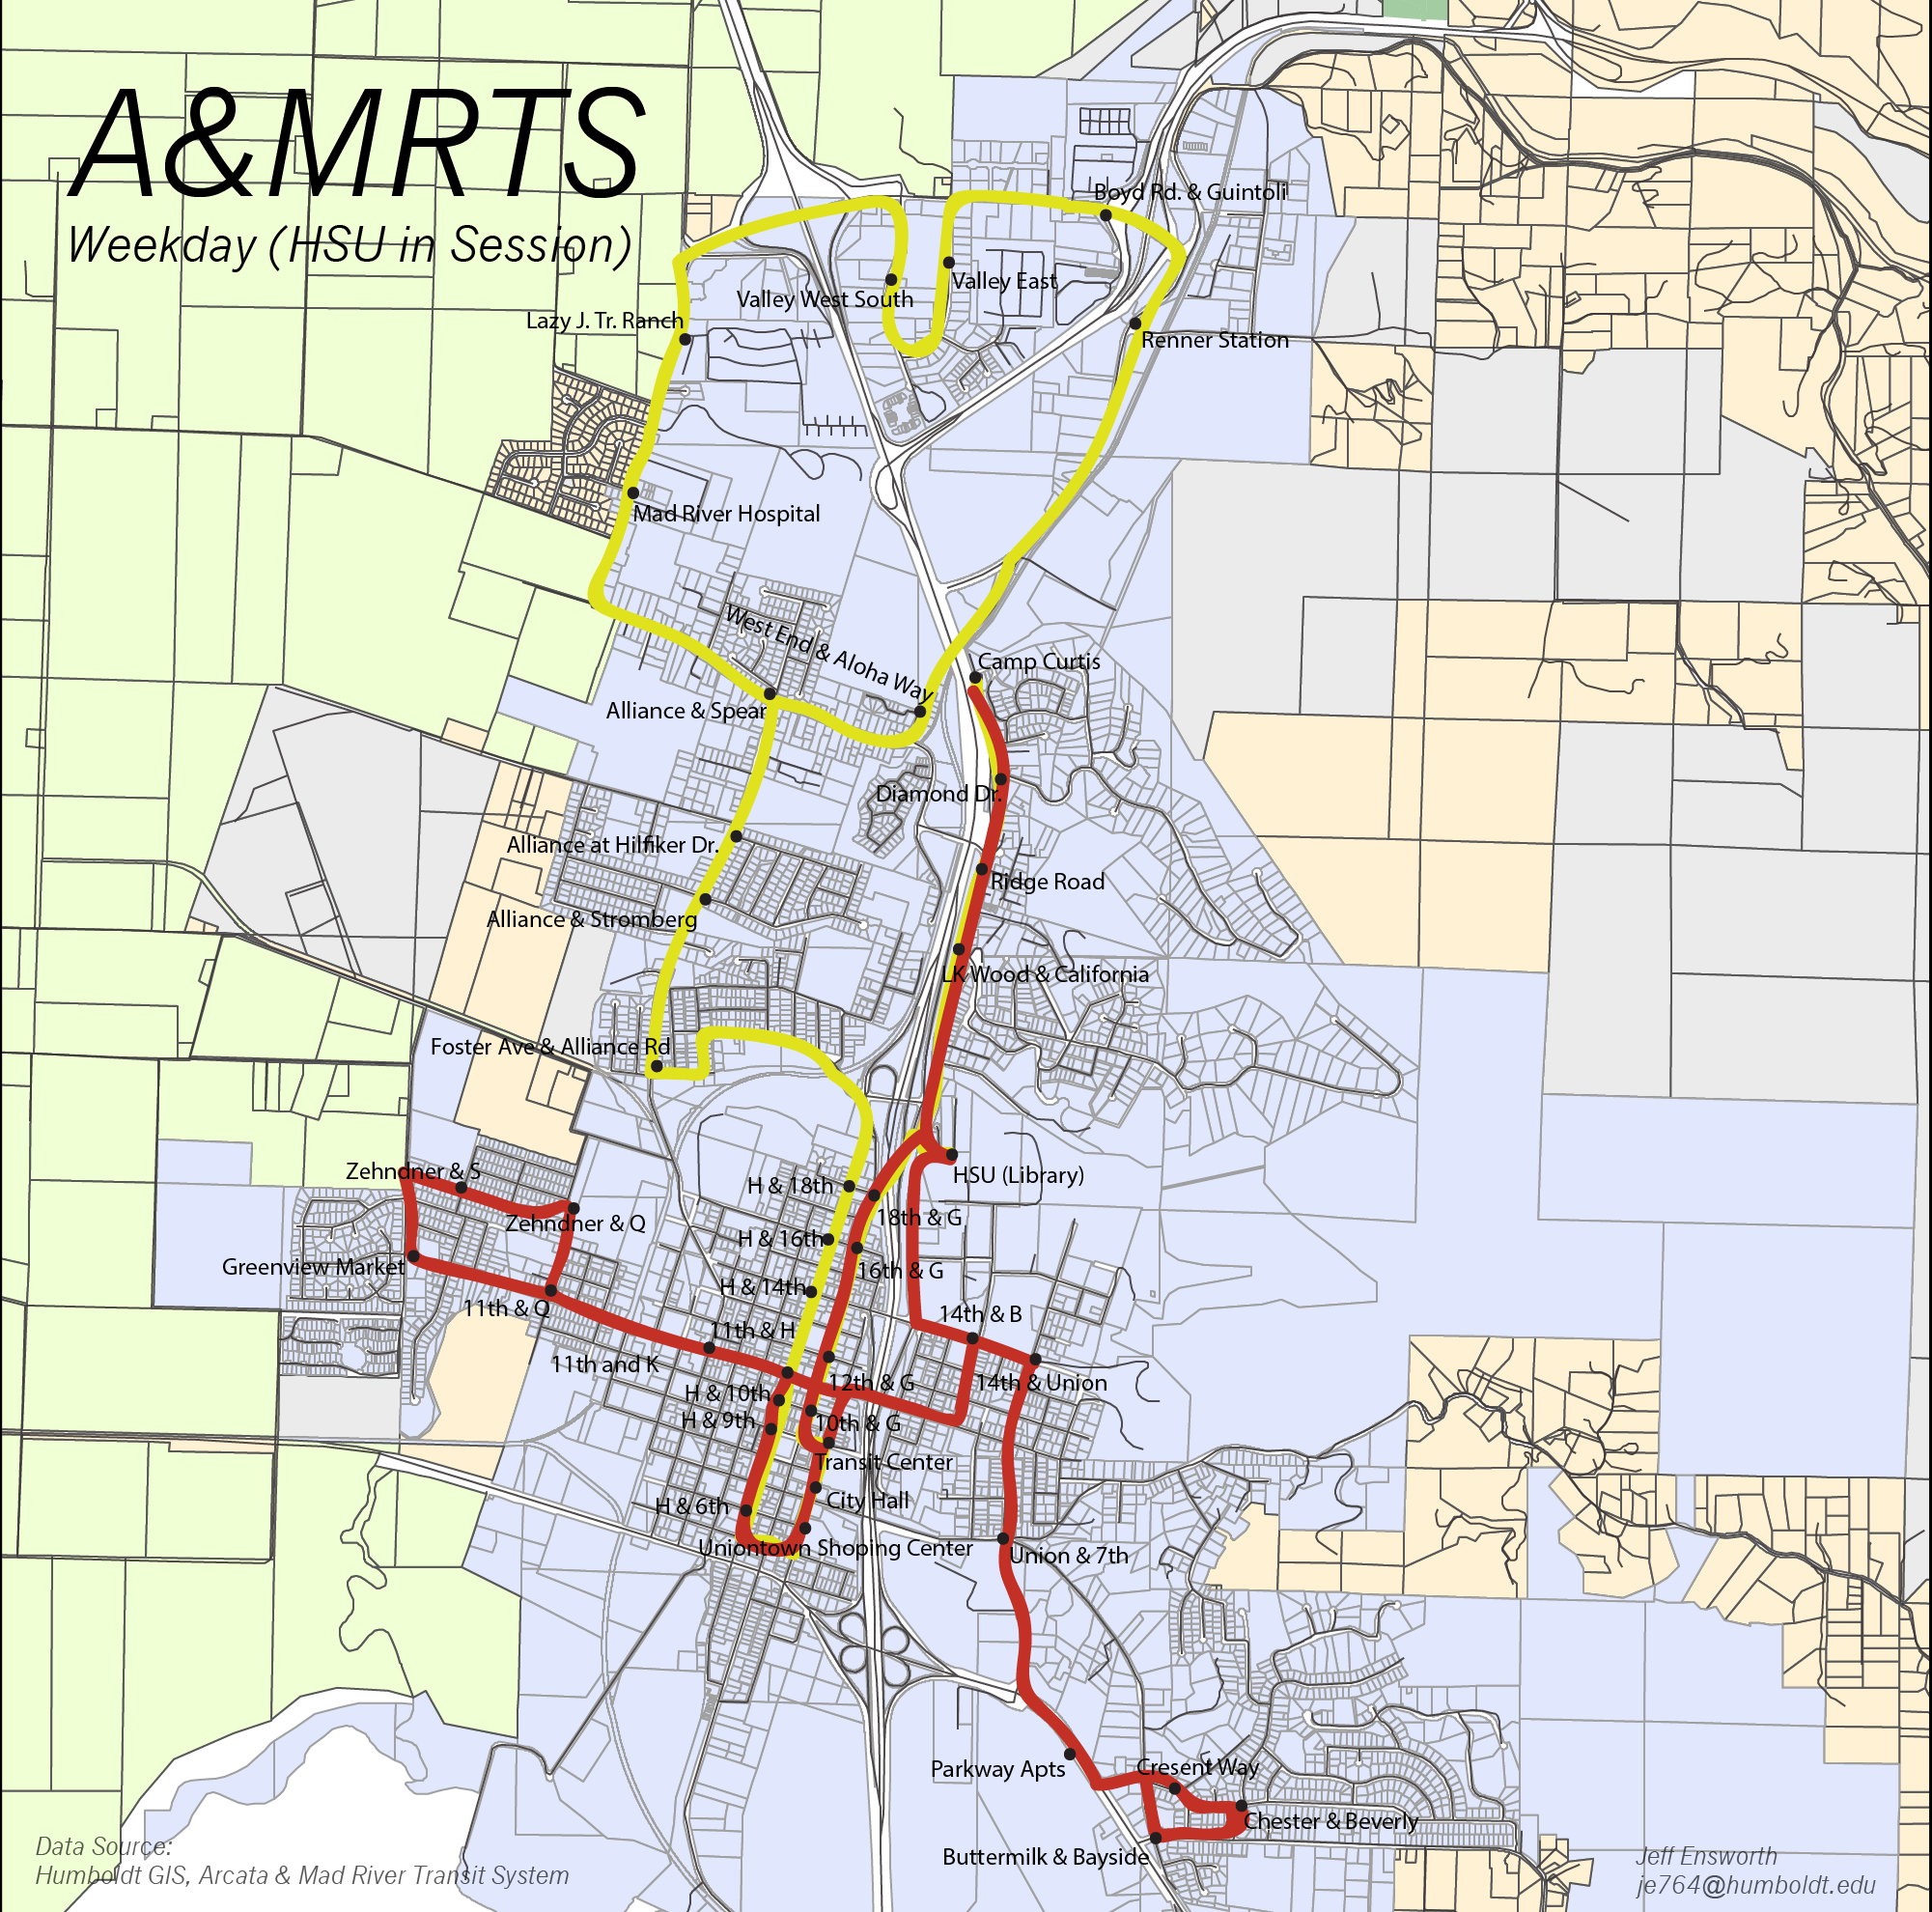 A&MRTS
Weekday (HSU in Session)
Boyd Rd. & Guintoli
Valley East
Valley West South
Lazy J. Tr. Ranch
Renner Station
Mad River Hospital
West End & Aloha Way
Camp Curtis
Alliance & Spear
Diamond Dr.
Alliance at Hilfiker Dr.
Ridge Road
Alliance & Stromberg
LK Wood & California
Foster Ave & Alliance Rd
Zehndner & S
HSU (Library)
H & 18th
Zehndner & Q
18th & G
H & 16th
Greenview Market
16th & G
H & 14th
11th & Q
14th & B
11th & H
11th and K
12th & G
14th & Union
H & 10th
H & 9th
10th & G
Transit Center
City Hall
H & 6th
Uniontown Shoping Center
Union & 7th
Parkway Apts
Cresent Way
Chester & Beverly
Buttermilk & Bayside
Data Source:
Humboldt GIS, Arcata & Mad River Transit System
Jeff Ensworth
je764@humboldt.edu